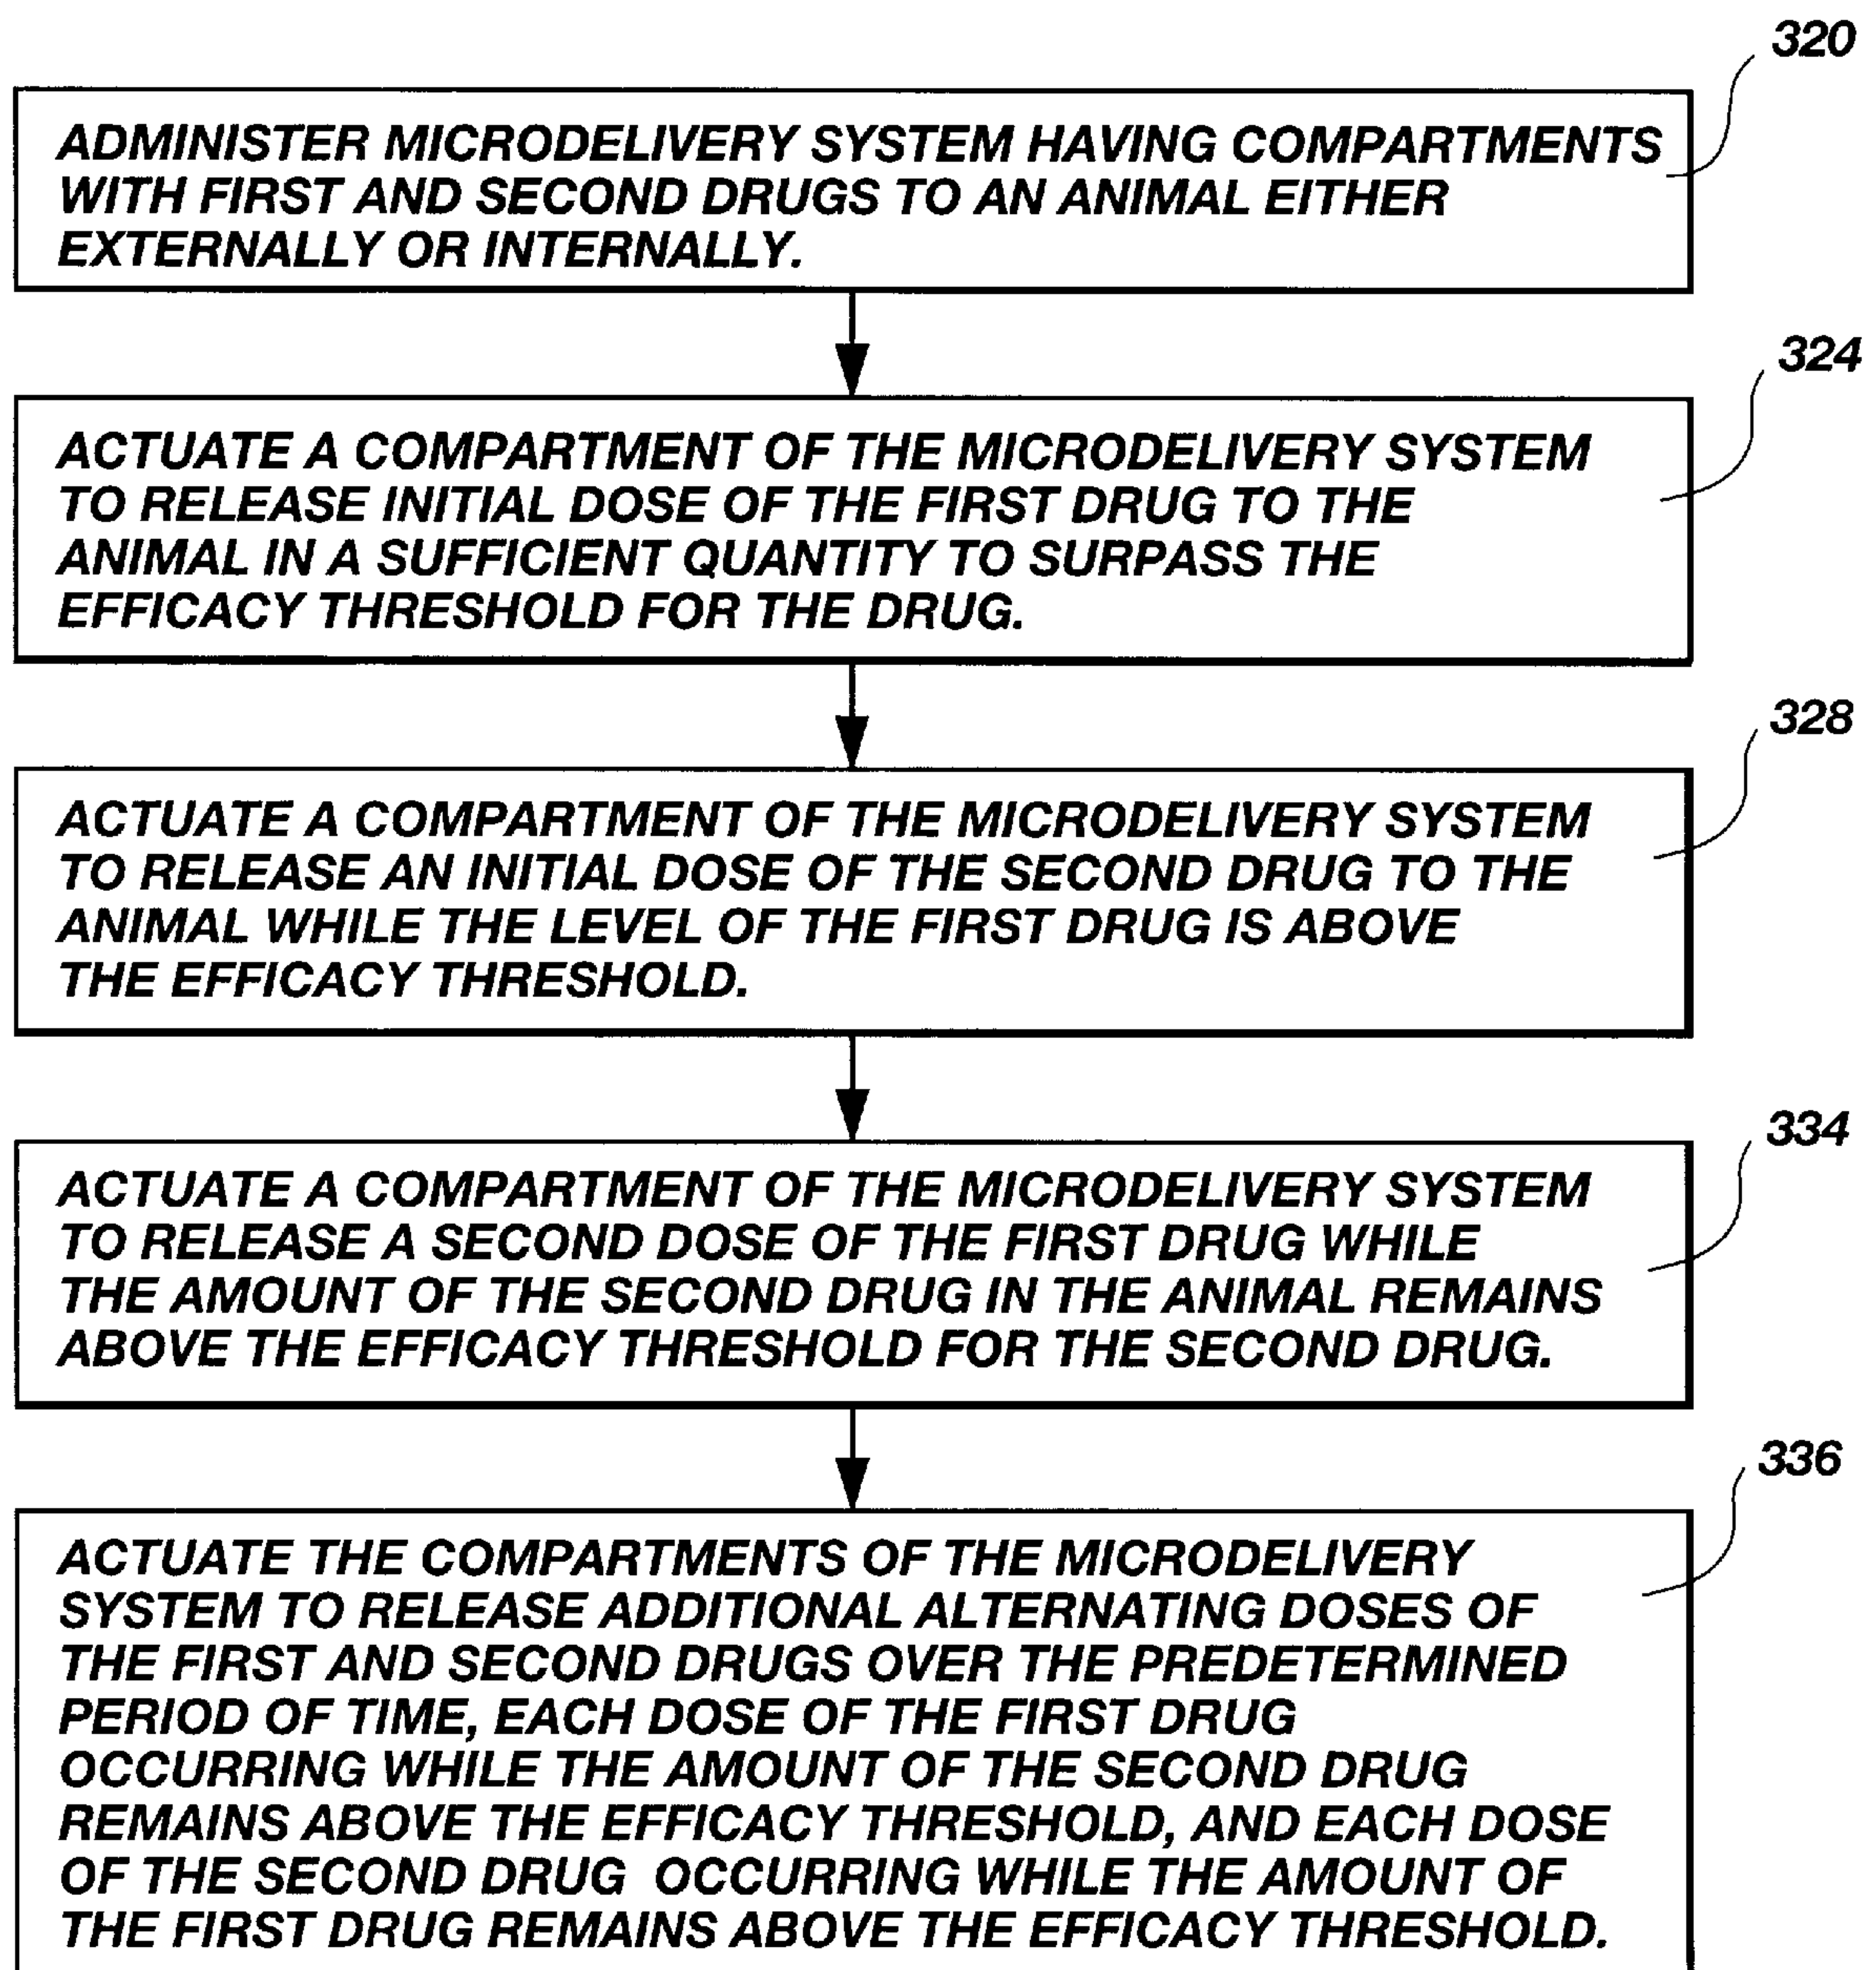 320
ADMINISTER MICRODELIVERY SYSTEM HAVING COMPARTMENTS
WITH FIRST AND SECOND DRUGS TO AN ANIMAL EITHER
EXTERNALLY OR INTERNALLY.
324
ACTUATE A COMPARTMENT OF THE MICRODELIVERY SYSTEM
TO RELEASE INITIAL DOSE OF THE FIRST DRUG TO THE
ANIMAL IN A SUFFICIENT QUANTITY TO SURPASS THE
EFFICACY THRESHOLD FOR THE DRUG.
328
ACTUATE A COMPARTMENT OF THE MICRODELIVERY SYSTEM
TO RELEASE AN INITIAL DOSE OF THE SECOND DRUG TO THE
ANIMAL WHILE THE LEVEL OF THE FIRST DRUG IS ABOVE
THE EFFICACY THRESHOLD.
334
ACTUATE A COMPARTMENT OF THE MICRODELIVERY SYSTEM
TO RELEASE A SECOND DOSE OF THE FIRST DRUG WHILE
THE AMOUNT OF THE SECOND DRUG IN THE ANIMAL REMAINS
ABOVE THE EFFICACY THRESHOLD FOR THE SECOND DRUG.
336
ACTUATE THE COMPARTMENTS OF THE MICRODELIVERY
SYSTEM TO RELEASE ADDITIONAL ALTERNATING DOSES OF
THE FIRST AND SECOND DRUGS OVER THE PREDETERMINED
PERIOD OF TIME, EACH DOSE OF THE FIRST DRUG
OCCURRING WHILE THE AMOUNT OF THE SECOND DRUG
REMAINS ABOVE THE EFFICACY THRESHOLD, AND EACH DOSE
OF THE SECOND DRUG OCCURRING WHILE THE AMOUNT OF
THE FIRST DRUG REMAINS ABOVE THE EFFICACY THRESHOLD.